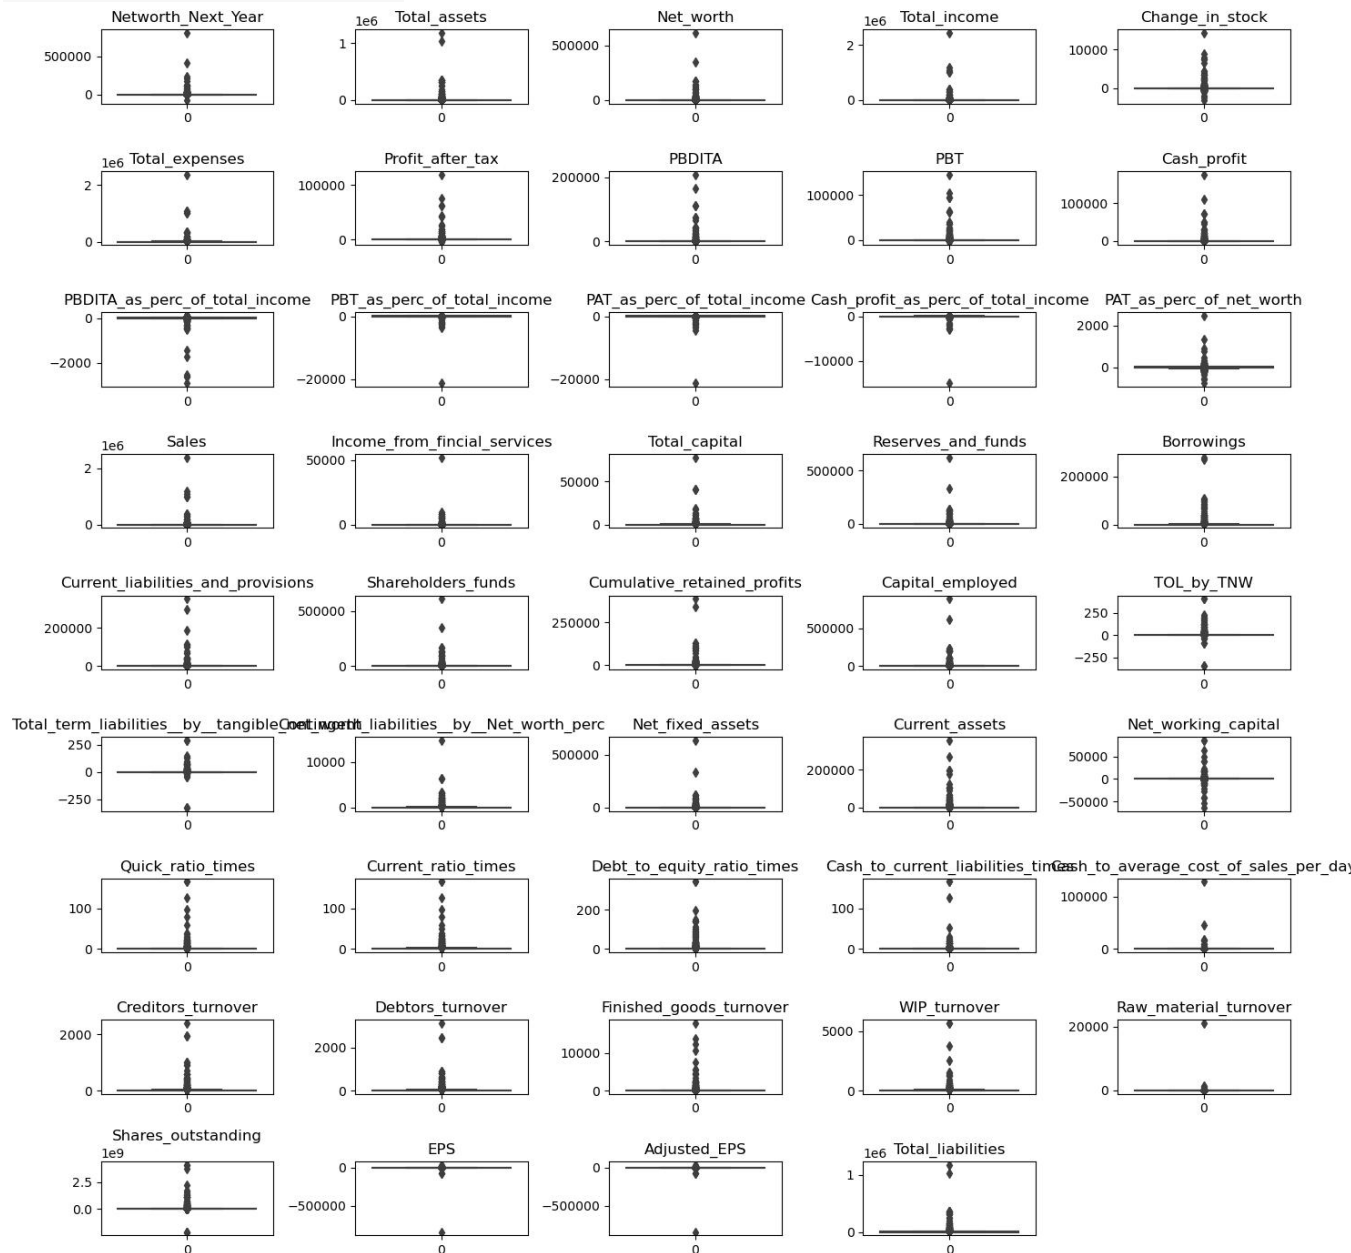 Networth_Next_Year
500000
0
0
Total_assets
1e6
1
0
0
Net_worth
500000
0
0
Total_income
1e6
2
0
0
Change_in_stock
10000
0
0
Total_expenses
1e6
2
0
0
Profit_after_tax
100000
0
0
PBDITA
200000
0
0
PBT
100000
0
0
Cash_profit
100000
0
0
PBDITA_as_perc_of_total_income
0
−2000
0
PBT_as_perc_of_total_income
0
−20000
0
PAT_as_perc_of_total_income
0
−20000
0
Cash_profit_as_perc_of_total_income
0
−10000
0
PAT_as_perc_of_net_worth
2000
0
0
Sales
1e6
2
0
0
Income_from_fincial_services
50000
0
0
Total_capital
50000
0
0
Reserves_and_funds
500000
0
0
Borrowings
200000
0
0
Current_liabilities_and_provisions
200000
0
0
Shareholders_funds
500000
0
0
Cumulative_retained_profits
250000
0
0
Capital_employed
500000
0
0
TOL_by_TNW
250
0
−250
0
Total_term_liabilities__by__tangible_net_worth
250
0
−250
0
Contingent_liabilities__by__Net_worth_perc
10000
0
0
Net_fixed_assets
500000
0
0
Current_assets
200000
0
0
Net_working_capital
50000
0
−50000
0
Quick_ratio_times
100
0
0
Current_ratio_times
100
0
0
Debt_to_equity_ratio_times
200
0
0
Cash_to_current_liabilities_times
100
0
0
Cash_to_average_cost_of_sales_per_day
100000
0
0
Creditors_turnover
2000
0
0
Debtors_turnover
2000
0
0
Finished_goods_turnover
10000
0
0
WIP_turnover
5000
0
0
Raw_material_turnover
20000
0
0
Shares_outstanding
1e9
2.5
0.0
0
EPS
0
−500000
0
Adjusted_EPS
0
−500000
0
Total_liabilities
1e6
1
0
0